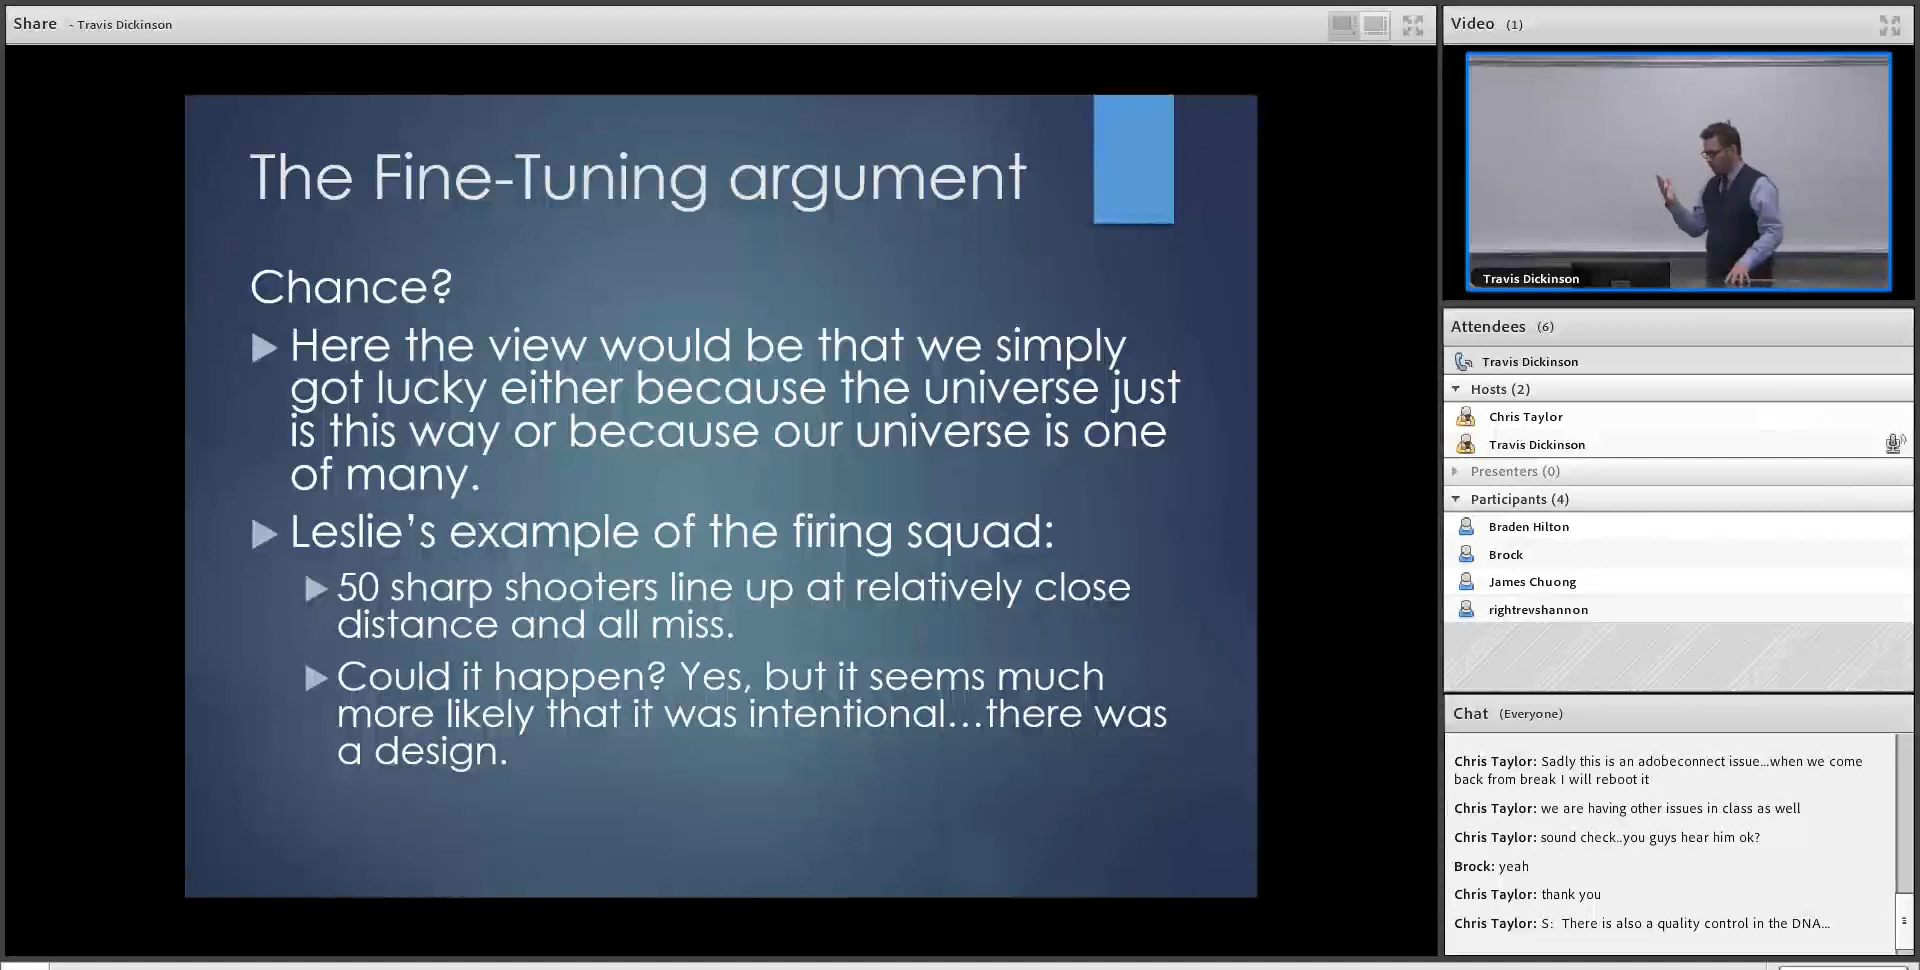 Share - Travis Dickinson
The Fine-Tuning argument
Chance?
Here the view would be that we simply
got lucky either because the universe just
is this way or because our universe is one
of many.
Leslie’s example of the firing squad:
50 sharp shooters line up at relatively close
distance and all miss.
Could it happen? Yes, but it seems much
more likely that it was intentional…there was
a design.
Video (1)
Travis Dickinson
Attendees (6)
Travis Dickinson
Hosts (2)
Chris Taylor
Travis Dickinson
Presenters (0)
Participants (4)
Braden Hilton
Brock
James Chuong
rightrevshannon
Chat (Everyone)
Chris Taylor: Sadly this is an adobeconnect issue...when we come
back from break I will reboot it
Chris Taylor: we are having other issues in class as well
Chris Taylor: sound check..you guys hear him ok?
Brock: yeah
Chris Taylor: thank you
Chris Taylor: S: There is also a quality control in the DNA...